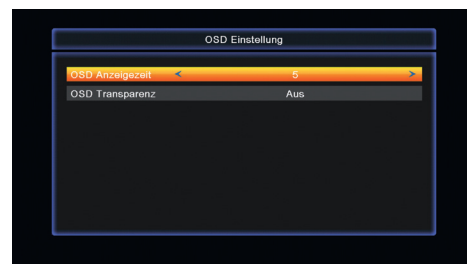 OSD Einstellung
OSD Anzeigezeit < 5 >
OSD Transparenz Aus